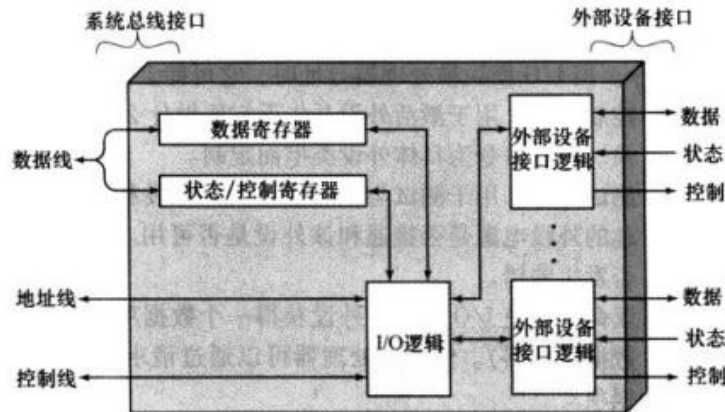 系统总线接口
外部设备接口
数据寄存器
状态/控制寄存器
数据线
地址线
控制线
I/O逻辑
外部设备
接口逻辑
数据
状态
控制
外部设备
接口逻辑
数据
状态
控制